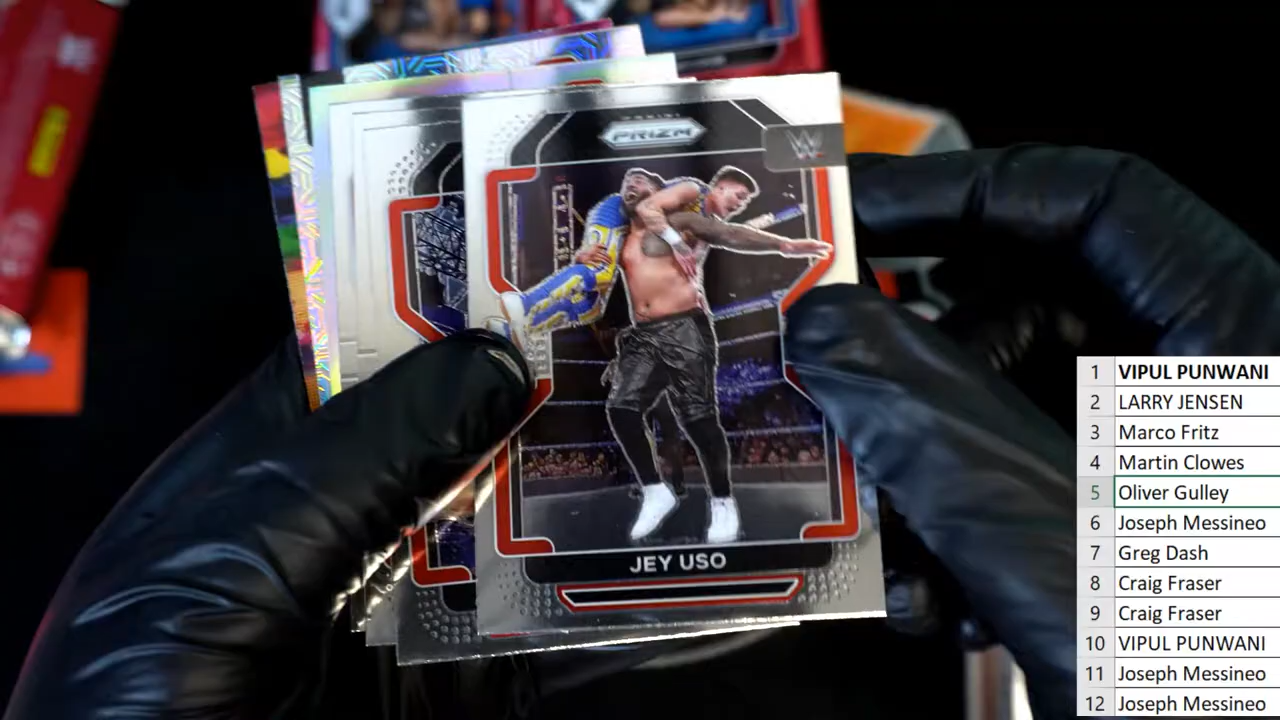 PANINI
PRIZM
W
JEY USO
1 VIPUL PUNWANI
2 LARRY JENSEN
3 Marco Fritz
4 Martin Clowes
5 Oliver Gulley
6 Joseph Messineo
7 Greg Dash
8 Craig Fraser
9 Craig Fraser
10 VIPUL PUNWANI
11 Joseph Messineo
12 Joseph Messineo